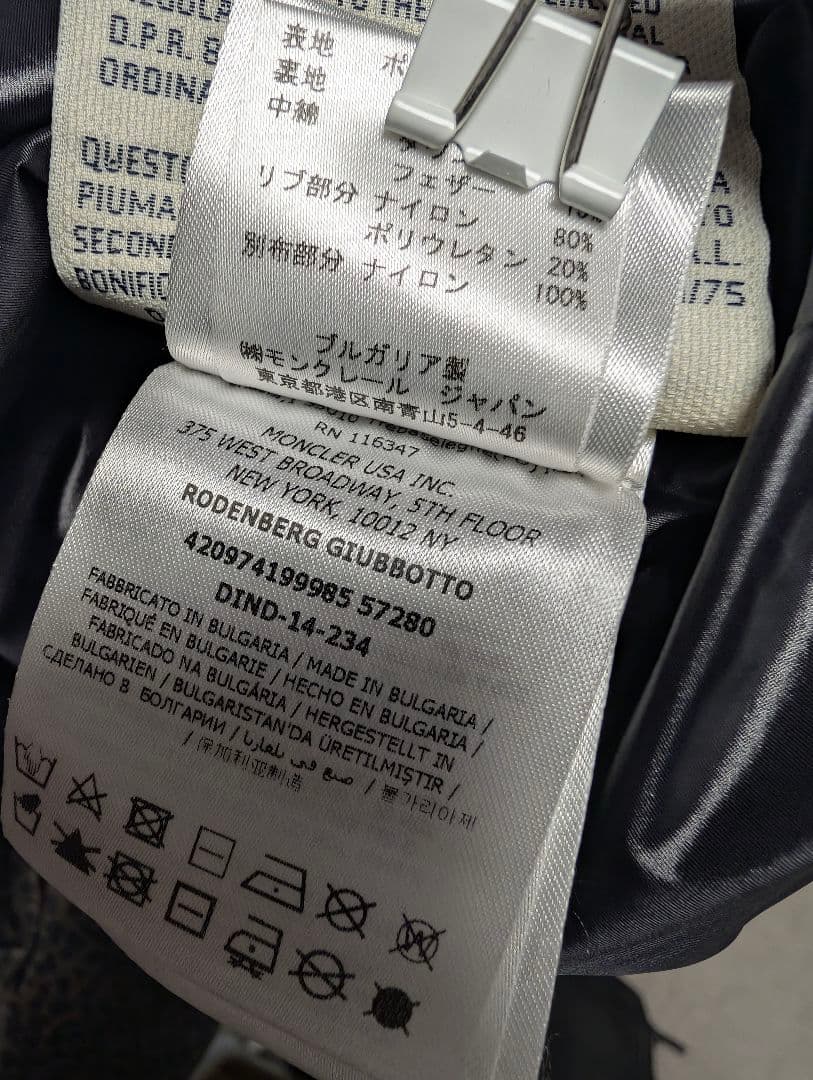 TO THE
D.P.R. 8
ORDINA
QUESTO
PIUMA
SECOND
BONIFIC
A
TO
A.L.
/75
表地 ポ
裏地
中綿
フェザー
リブ部分 ナイロン 80%
ポリウレタン 20%
別布部分 ナイロン 100%
ブルガリア製
㈱モンクレール ジャパン
東京都港区南青山5-4-46
RN 116347
MONCLER USA INC.
375 WEST BROADWAY, 5TH FLOOR
NEW YORK, 10012 NY
RODENBERG GIUBBOTTO
420974199985 57280
DIND-14-234
FABBRICATO IN BULGARIA / MADE IN BULGARIA /
FABRIQUÉ EN BULGARIE / HECHO EN BULGARIA /
FABRICADO NA BULGÁRIA / HERGESTELLT IN
BULGARIEN / BULGARISTAN'DA ÜRETILMIŞTIR /
СДЕЛАНО В БОЛГАРИИ / صنع في بلغاريا
/ 保加利亚制造 / 불가리아제